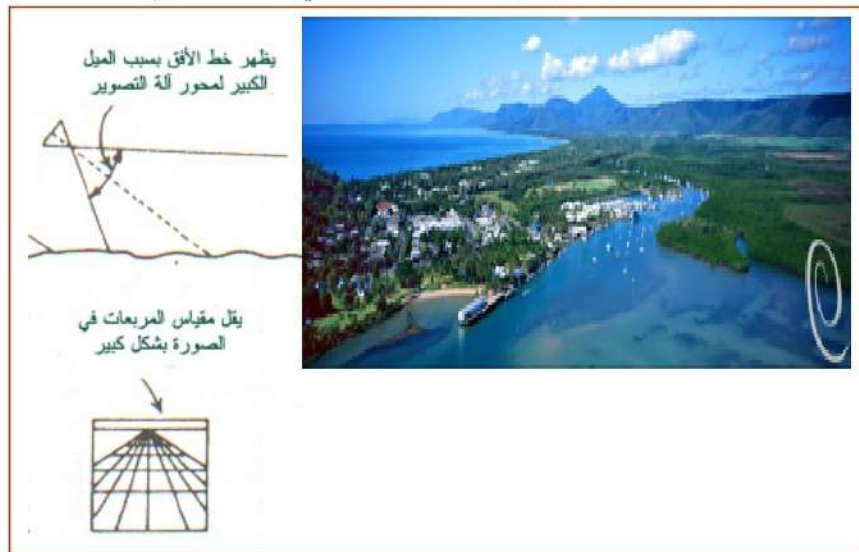 يظهر خط الأفق بسبب الميل
الكبير لمحور آلة التصوير
يقل مقياس المربعات في
الصورة بشكل كبير